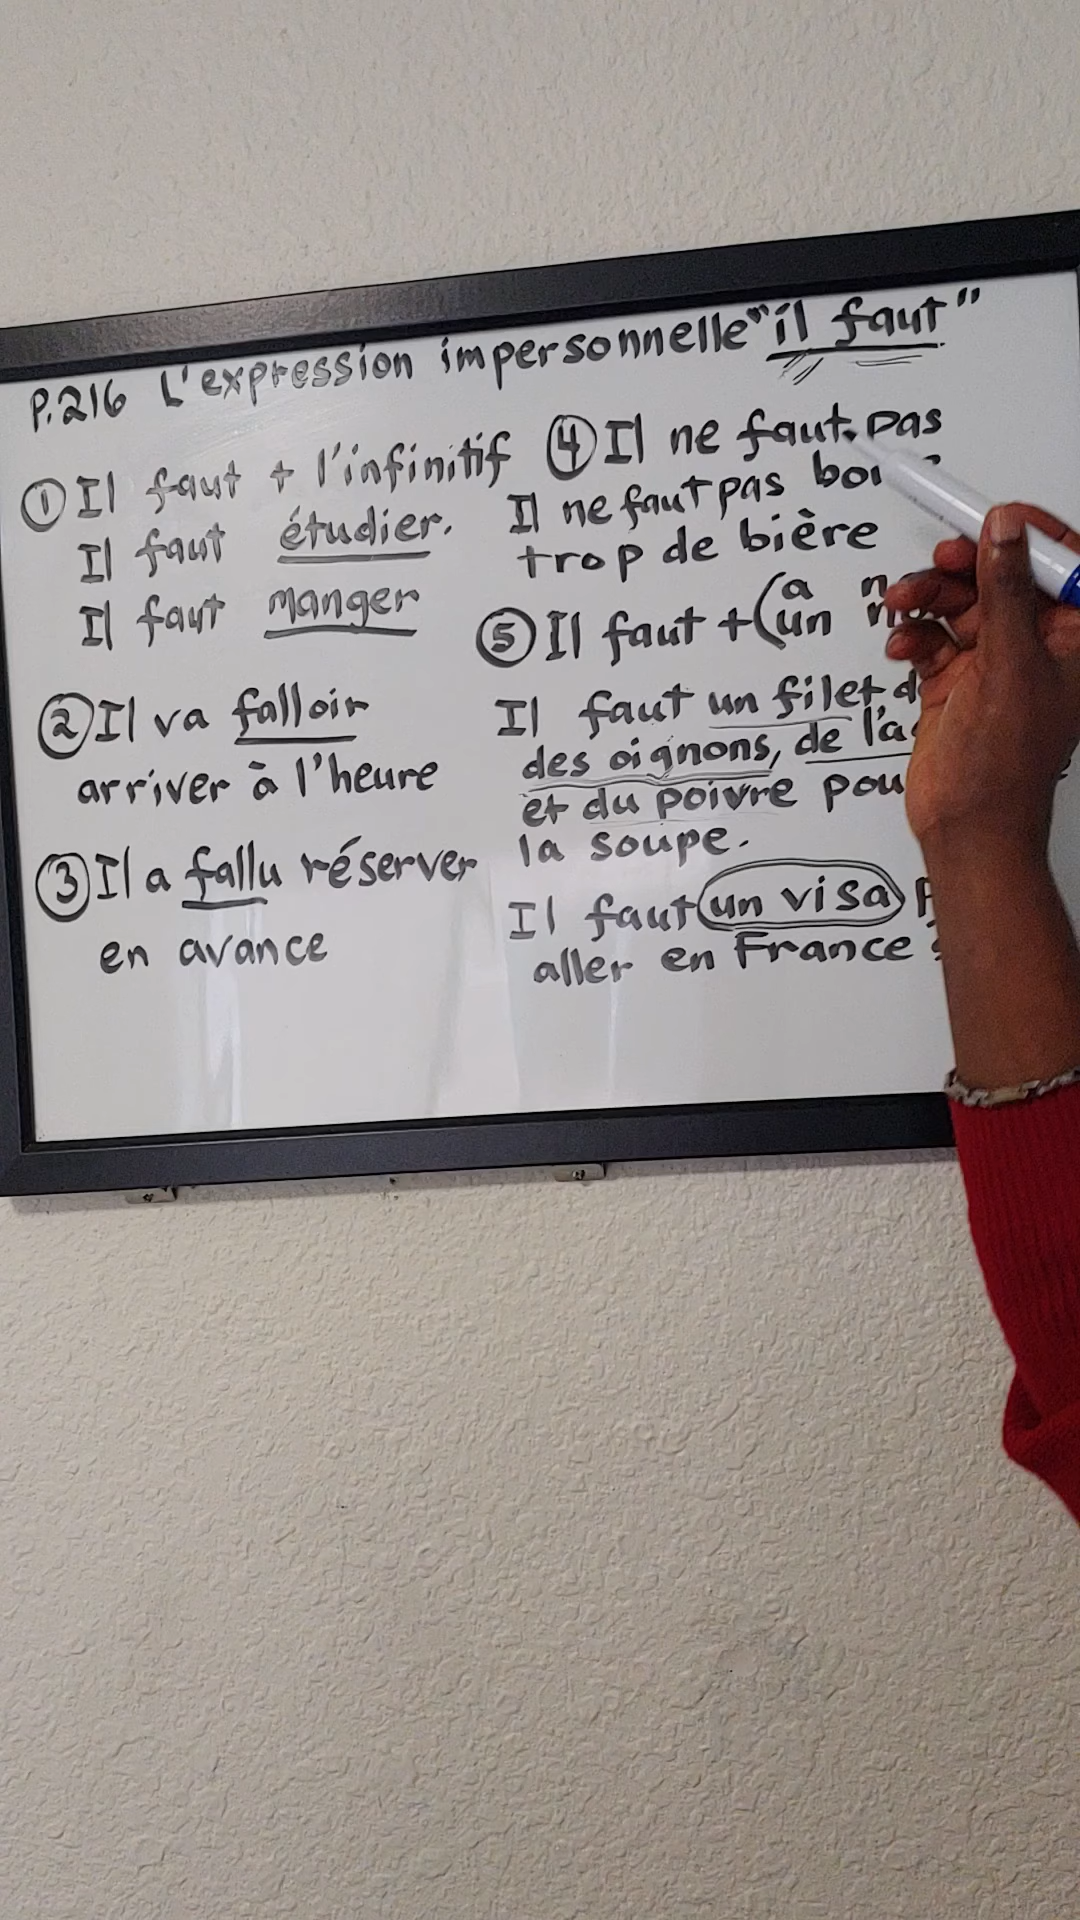 P.216 L'expression impersonnelle "il faut"
① Il faut + l'infinitif
Il faut étudier.
Il faut manger
② Il va falloir
arriver à l'heure
③ Il a fallu réserver
en avance
④ Il ne faut pas
Il ne faut pas
trop de bière
⑤ Il faut + (a
un
Il faut un filet
des oignons, de
et du poivre
la soupe.
Il faut un visa
aller en France